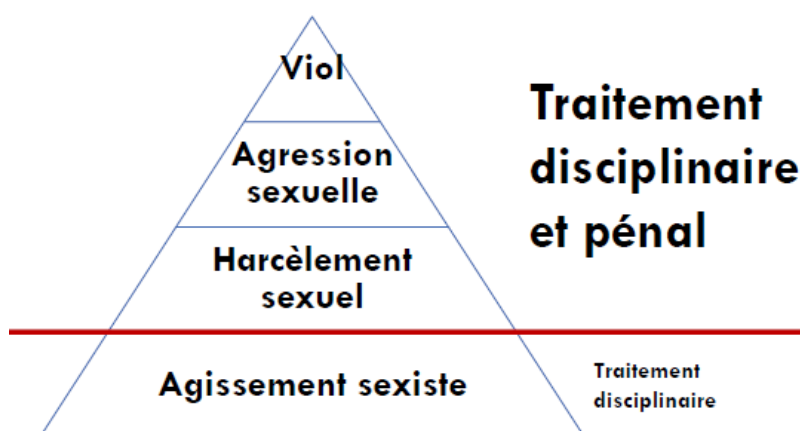 Viol
Agression
sexuelle
Harcèlement
sexuel
Agissement sexiste
Traitement
disciplinaire
et pénal
Traitement
disciplinaire